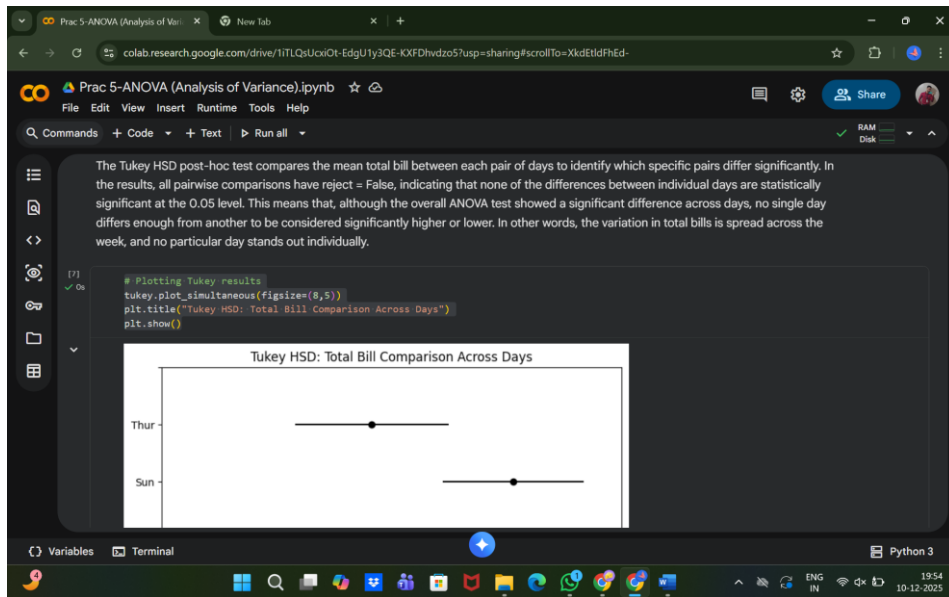 Prac 5-ANOVA (Analysis of Vari
New Tab
colab.research.google.com/drive/1iTLQsUcxiOt-EdgU1y3QE-KXFDhvdzo5?usp=sharing#scrollTo=XkdEtIdFhEd-
Prac 5-ANOVA (Analysis of Variance).ipynb
Share
File Edit View Insert Runtime Tools Help
Commands + Code + Text Run all
RAM
Disk
The Tukey HSD post-hoc test compares the mean total bill between each pair of days to identify which specific pairs differ significantly. In
the results, all pairwise comparisons have reject = False, indicating that none of the differences between individual days are statistically
significant at the 0.05 level. This means that, although the overall ANOVA test showed a significant difference across days, no single day
differs enough from another to be considered significantly higher or lower. In other words, the variation in total bills is spread across the
week, and no particular day stands out individually.
[7]
0s
# Plotting Tukey results
tukey.plot_simultaneous(figsize=(8,5))
plt.title("Tukey HSD: Total Bill Comparison Across Days")
plt.show()
Tukey HSD: Total Bill Comparison Across Days
Thur
Sun
{} Variables
Terminal
Python 3
4
ENG
IN
19:54
10-12-2025